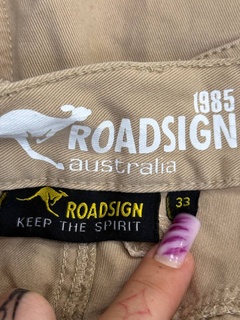 1985
ROADSIGN
australia
ROADSIGN
KEEP THE SPIRIT
33